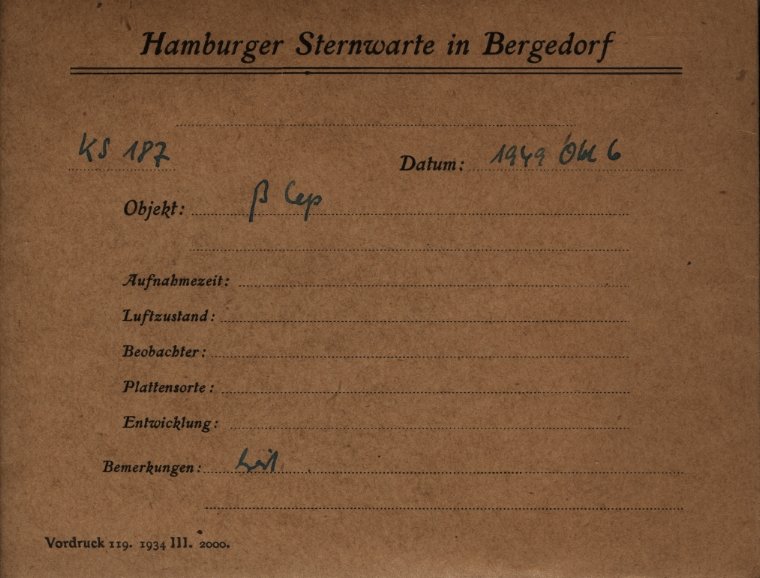 Hamburger Sternwarte in Bergedorf
KS 187
Datum: 1949 Okt 6
Objekt: β Cep
Aufnahmezeit:
Luftzustand:
Beobachter:
Plattensorte:
Entwicklung:
Bemerkungen:
Vordruck 119. 1934 III. 2000.